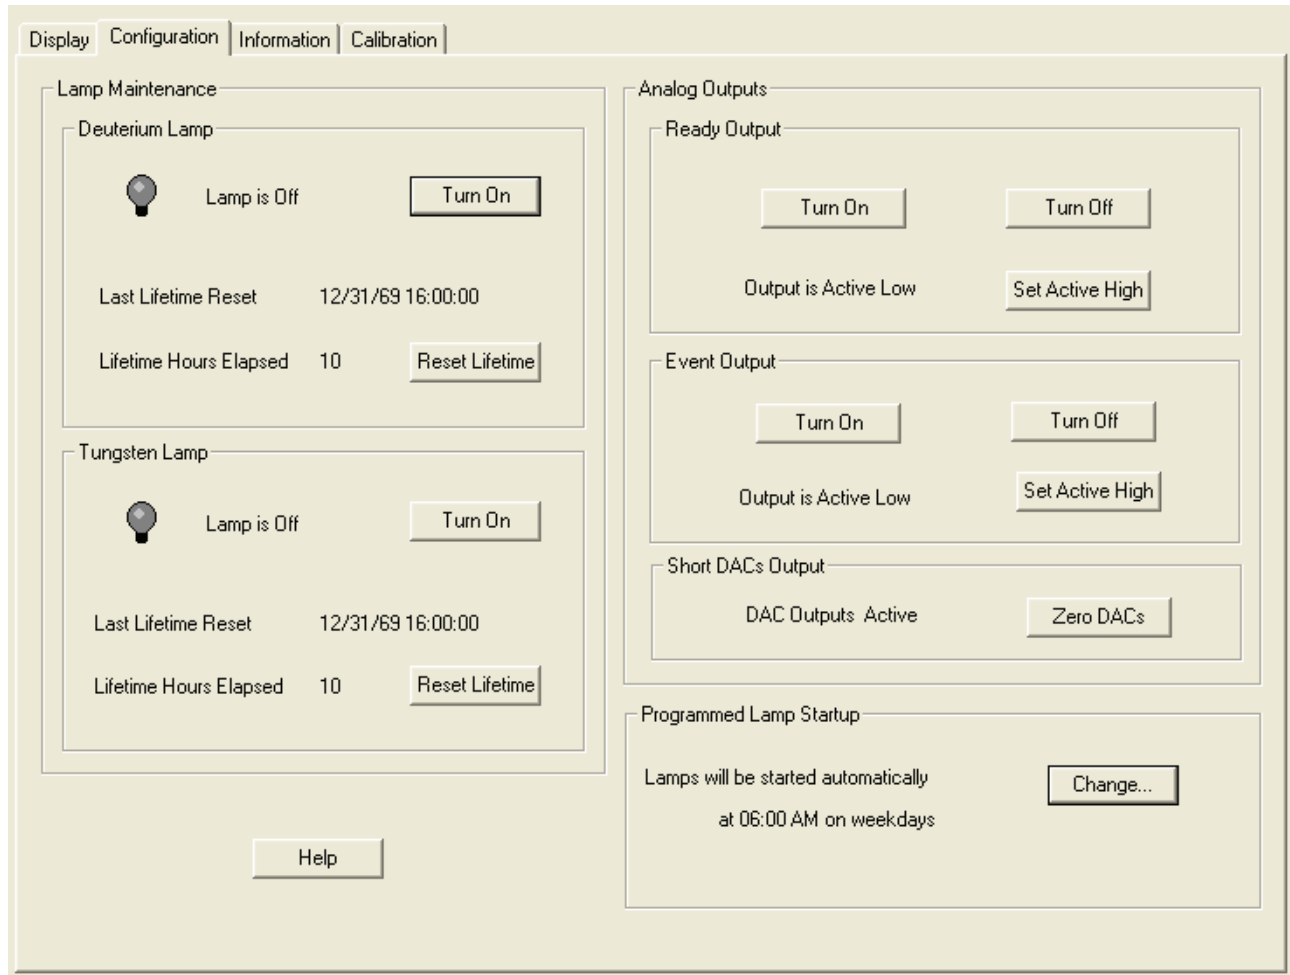 Display Configuration Information Calibration
Lamp Maintenance
Deuterium Lamp
Lamp is Off Turn On
Last Lifetime Reset 12/31/69 16:00:00
Lifetime Hours Elapsed 10 Reset Lifetime
Tungsten Lamp
Lamp is Off Turn On
Last Lifetime Reset 12/31/69 16:00:00
Lifetime Hours Elapsed 10 Reset Lifetime
Help
Analog Outputs
Ready Output
Turn On Turn Off
Output is Active Low Set Active High
Event Output
Turn On Turn Off
Output is Active Low Set Active High
Short DACs Output
DAC Outputs Active Zero DACs
Programmed Lamp Startup
Lamps will be started automatically Change...
at 06:00 AM on weekdays